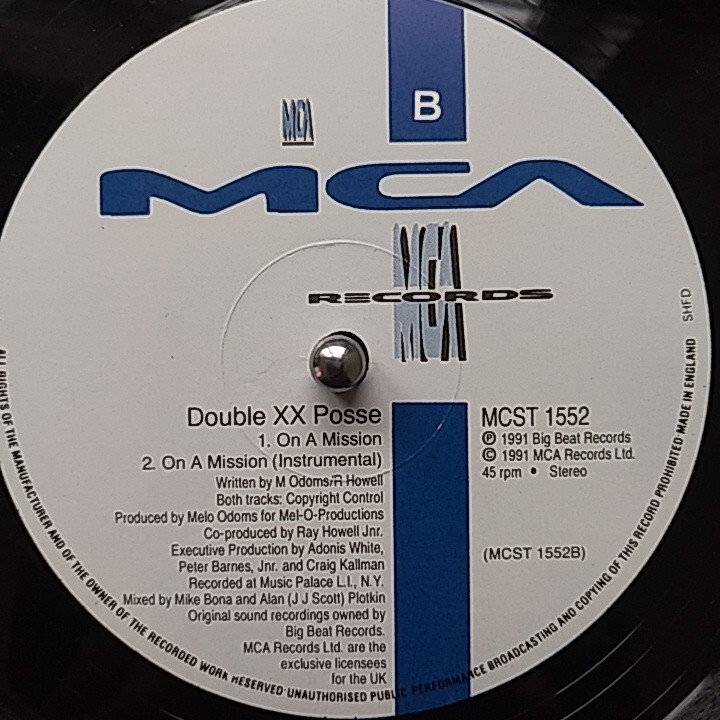 B
MCA
MCA
MCA
RECORDS
SHFD
Double XX Posse
1. On A Mission
2. On A Mission (Instrumental)
Written by M Odoms/R Howell
Both tracks: Copyright Control
Produced by Melo Odoms for Mel-O-Productions
Co-produced by Ray Howell Jnr.
Executive Production by Adonis White,
Peter Barnes, Jnr. and Craig Kallman
Recorded at Music Palace L.I., N.Y.
Mixed by Mike Bona and Alan (J J Scott) Plotkin
Original sound recordings owned by
Big Beat Records.
MCA Records Ltd. are the
exclusive licensees
for the UK
MCST 1552
Ⓟ 1991 Big Beat Records
© 1991 MCA Records Ltd.
45 rpm • Stereo
(MCST 1552B)
ALL RIGHTS OF THE MANUFACTURER AND OF THE OWNER OF THE RECORDED WORK RESERVED UNAUTHORISED PUBLIC PERFORMANCE BROADCASTING AND COPYING OF THIS RECORD PROHIBITED MADE IN ENGLAND